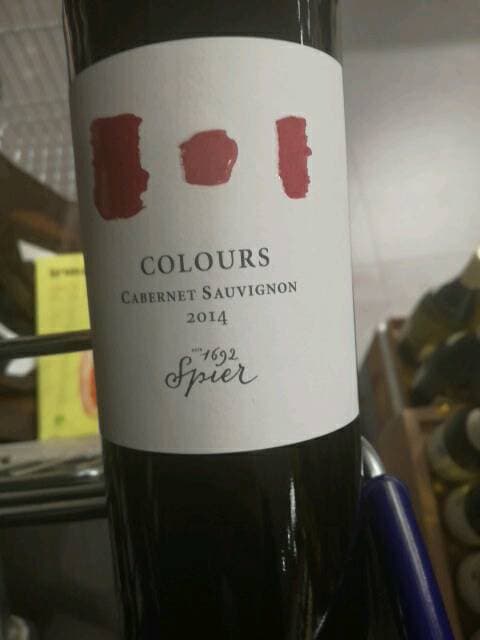 COLOURS
CABERNET SAUVIGNON
2014
1692
Spier